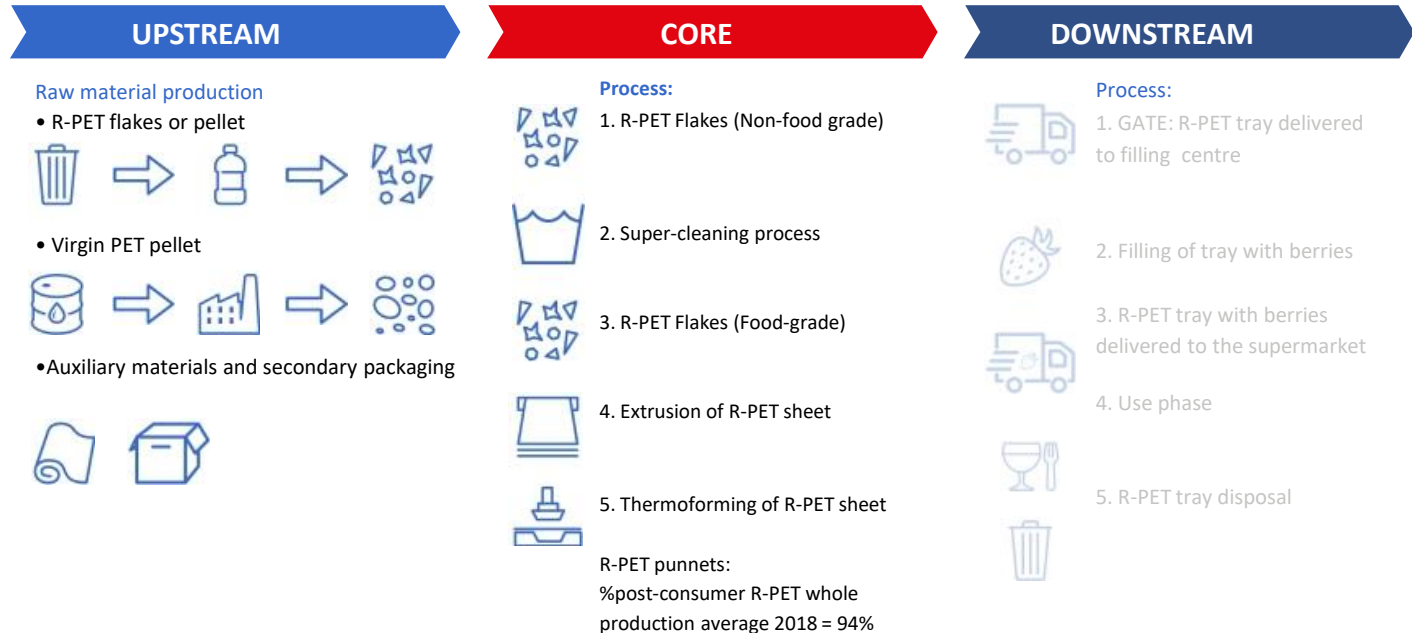 UPSTREAM
Raw material production
• R-PET flakes or pellet
• Virgin PET pellet
•Auxiliary materials and secondary packaging
CORE
Process:
1. R-PET Flakes (Non-food grade)
2. Super-cleaning process
3. R-PET Flakes (Food-grade)
4. Extrusion of R-PET sheet
5. Thermoforming of R-PET sheet
R-PET punnets:
%post-consumer R-PET whole
production average 2018 = 94%
DOWNSTREAM
Process:
1. GATE: R-PET tray delivered
to filling centre
2. Filling of tray with berries
3. R-PET tray with berries
delivered to the supermarket
4. Use phase
5. R-PET tray disposal